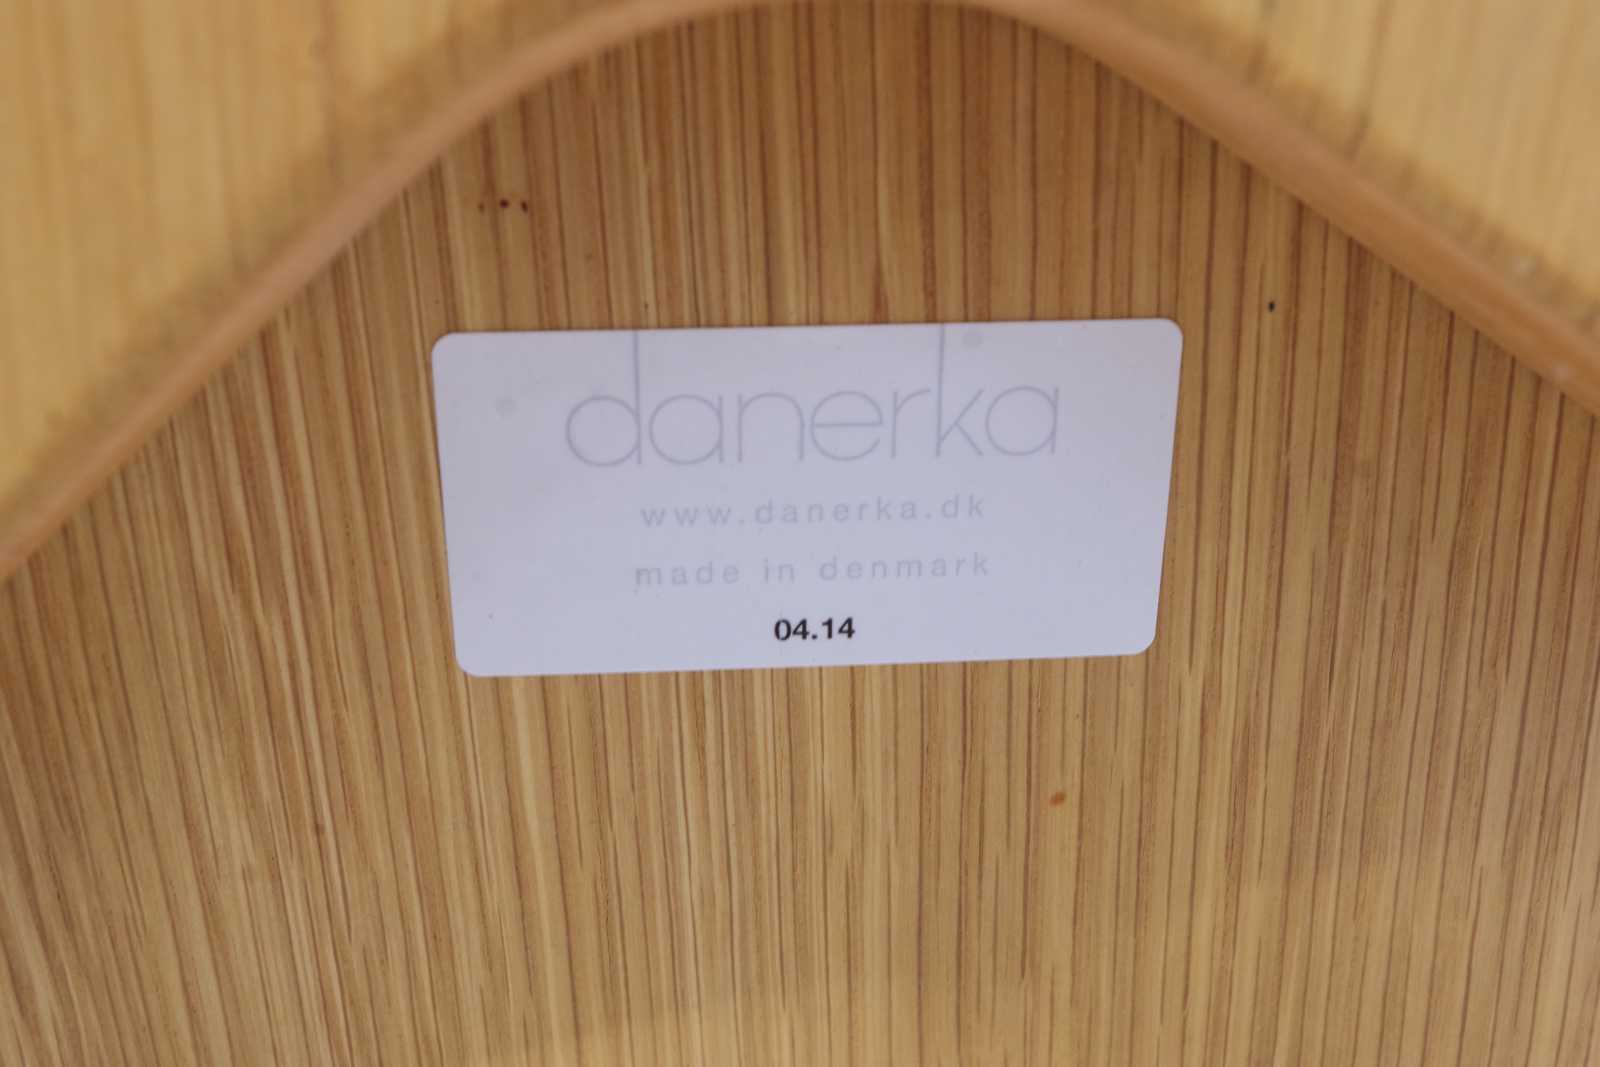 danerka
www.danerka.dk
made in denmark
04.14